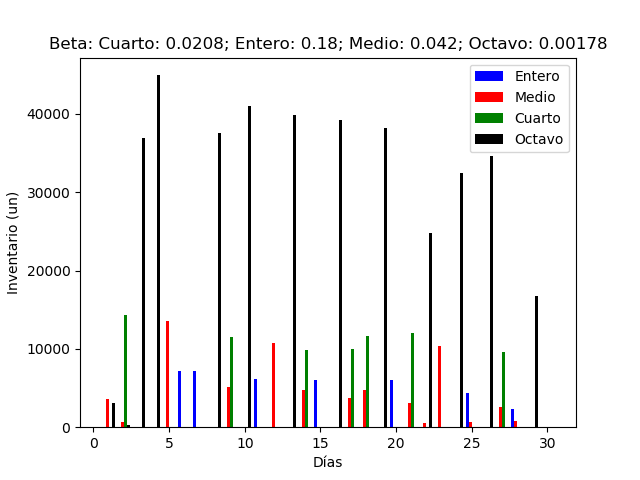 Beta: Cuarto: 0.0208; Entero: 0.18; Medio: 0.042; Octavo: 0.00178
Entero
Medio
Cuarto
Octavo
Inventario (un)
40000
30000
20000
10000
0
0 5 10 15 20 25 30
Días